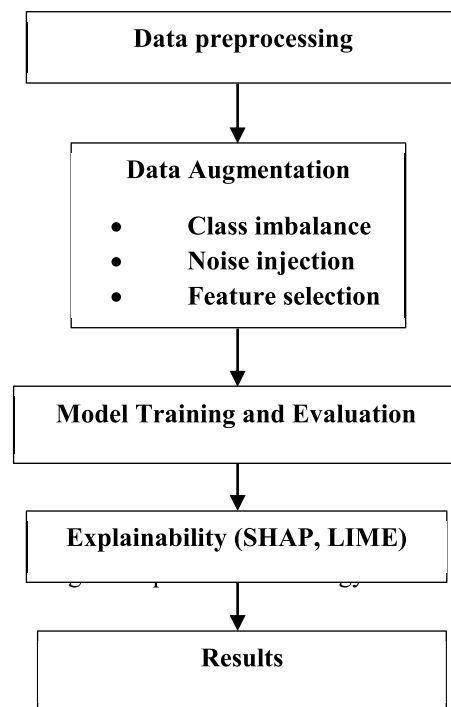 Data preprocessing
Data Augmentation
• Class imbalance
• Noise injection
• Feature selection
Model Training and Evaluation
Explainability (SHAP, LIME)
Results